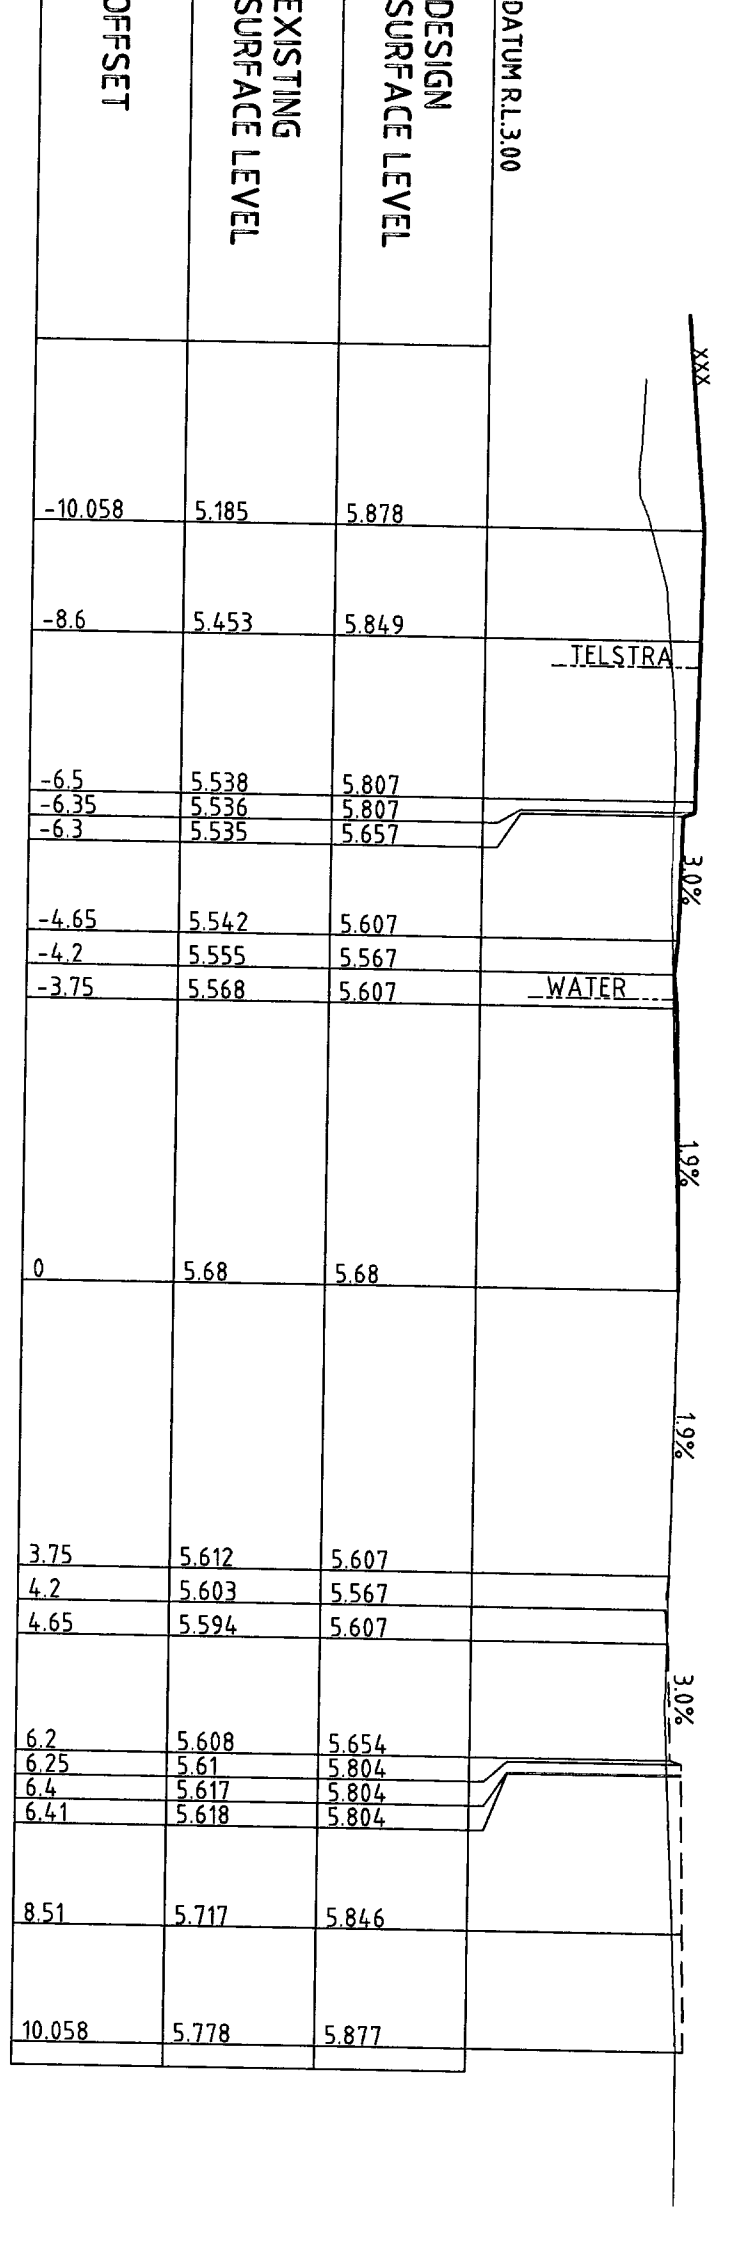 DATUM R.L.3.00
DESIGN
SURFACE LEVEL
EXISTING
SURFACE LEVEL
OFFSET
XXX
-10.058 5.185 5.878
-8.6 5.453 5.849
TELSTRA
-6.5 5.538 5.807
-6.35 5.536 5.807
-6.3 5.535 5.657
3.0%
-4.65 5.542 5.607
-4.2 5.555 5.567
-3.75 5.568 5.607
WATER
1.9%
0 5.68 5.68
1.9%
3.75 5.612 5.607
4.2 5.603 5.567
4.65 5.594 5.607
3.0%
6.2 5.608 5.654
6.25 5.61 5.804
6.4 5.617 5.804
6.41 5.618 5.804
8.51 5.717 5.846
10.058 5.778 5.877